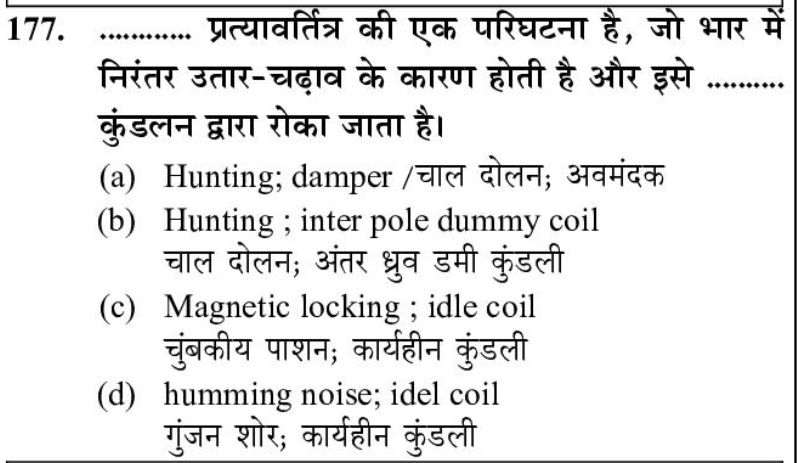 177. ............ प्रत्यावर्तित्र की एक परिघटना है, जो भार में
निरंतर उतार-चढ़ाव के कारण होती है और इसे ..........
कुंडलन द्वारा रोका जाता है।
(a) Hunting; damper /चाल दोलन; अवमंदक
(b) Hunting ; inter pole dummy coil
चाल दोलन; अंतर ध्रुव डमी कुंडली
(c) Magnetic locking ; idle coil
चुंबकीय पाशन; कार्यहीन कुंडली
(d) humming noise; idel coil
गुंजन शोर; कार्यहीन कुंडली